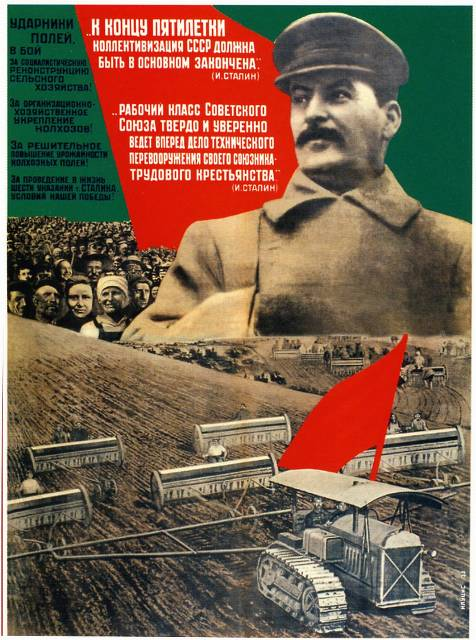 УДАРНИКИ
ПОЛЕЙ,
В БОЙ
ЗА СОЦИАЛИСТИЧЕСКУЮ
РЕКОНСТРУКЦИЮ
СЕЛЬСКОГО
ХОЗЯЙСТВА!
ЗА ОРГАНИЗАЦИОННО-
ХОЗЯЙСТВЕННОЕ
УКРЕПЛЕНИЕ
КОЛХОЗОВ!
ЗА РЕШИТЕЛЬНОЕ
ПОВЫШЕНИЕ УРОЖАЙНОСТИ
КОЛХОЗНЫХ ПОЛЕЙ!
ЗА ПРОВЕДЕНИЕ В ЖИЗНЬ
ШЕСТИ УКАЗАНИЙ т. СТАЛИНА,
УСЛОВИЙ НАШЕЙ ПОБЕДЫ!
„К КОНЦУ ПЯТИЛЕТКИ
КОЛЛЕКТИВИЗАЦИЯ СССР ДОЛЖНА
БЫТЬ В ОСНОВНОМ ЗАКОНЧЕНА“
(И.СТАЛИН)
„РАБОЧИЙ КЛАСС СОВЕТСКОГО
СОЮЗА ТВЕРДО И УВЕРЕННО
ВЕДЕТ ВПЕРЕД ДЕЛО ТЕХНИЧЕСКОГО
ПЕРЕВООРУЖЕНИЯ СВОЕГО СОЮЗНИКА-
ТРУДОВОГО КРЕСТЬЯНСТВА“
(И.СТАЛИН)